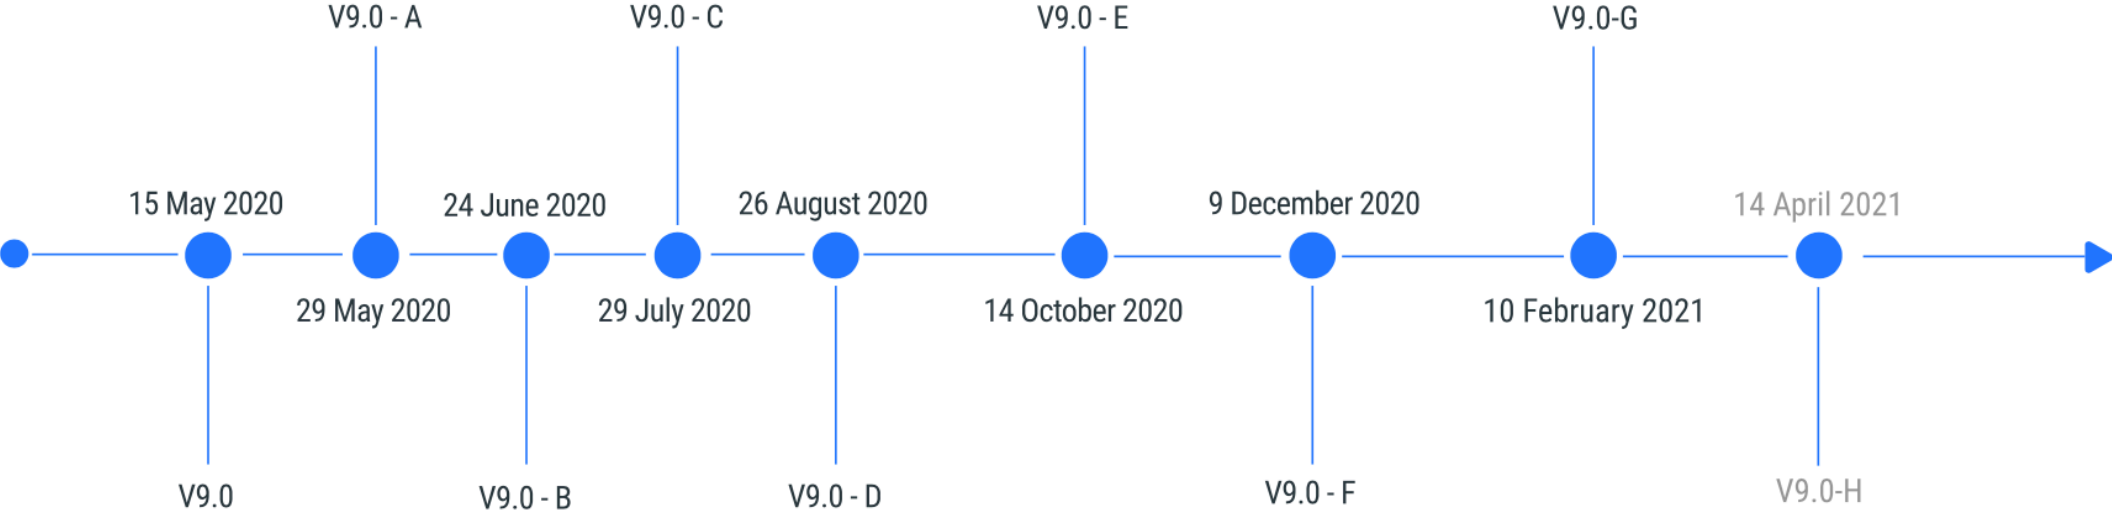 V9.0 - A
V9.0 - C
V9.0 - E
V9.0-G
15 May 2020
24 June 2020
26 August 2020
9 December 2020
14 April 2021
29 May 2020
29 July 2020
14 October 2020
10 February 2021
V9.0
V9.0 - B
V9.0 - D
V9.0 - F
V9.0-H